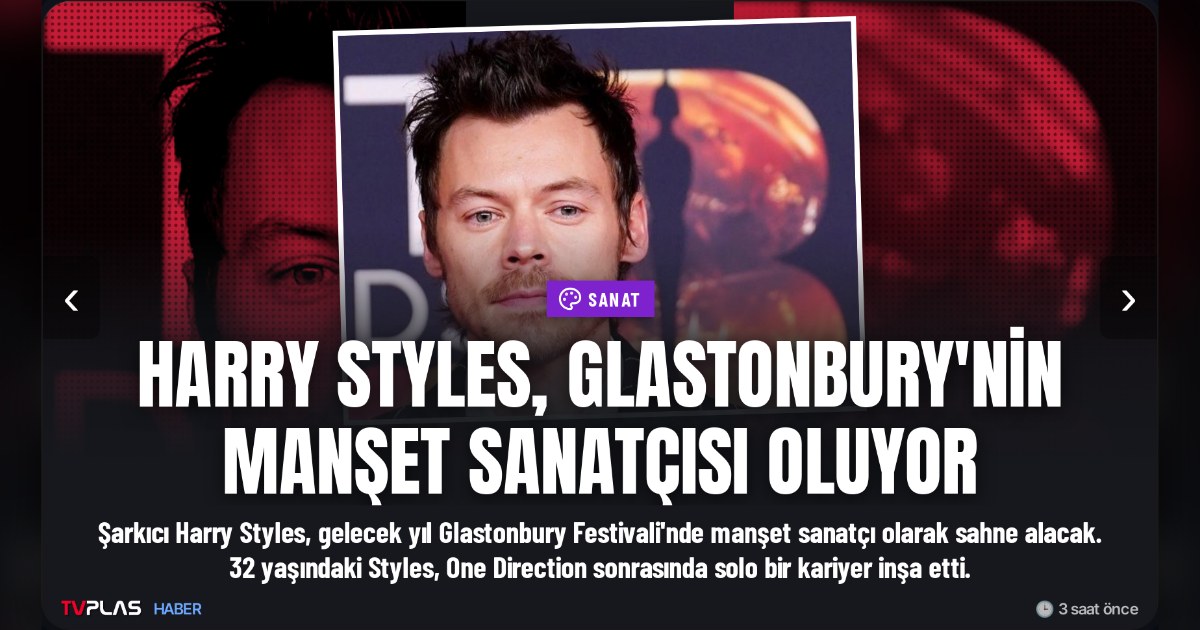 SANAT
HARRY STYLES, GLASTONBURY'NİN
MANŞET SANATÇISI OLUYOR
Şarkıcı Harry Styles, gelecek yıl Glastonbury Festivali'nde manşet sanatçı olarak sahne alacak.
32 yaşındaki Styles, One Direction sonrasında solo bir kariyer inşa etti.
TVPLAS HABER
3 saat önce